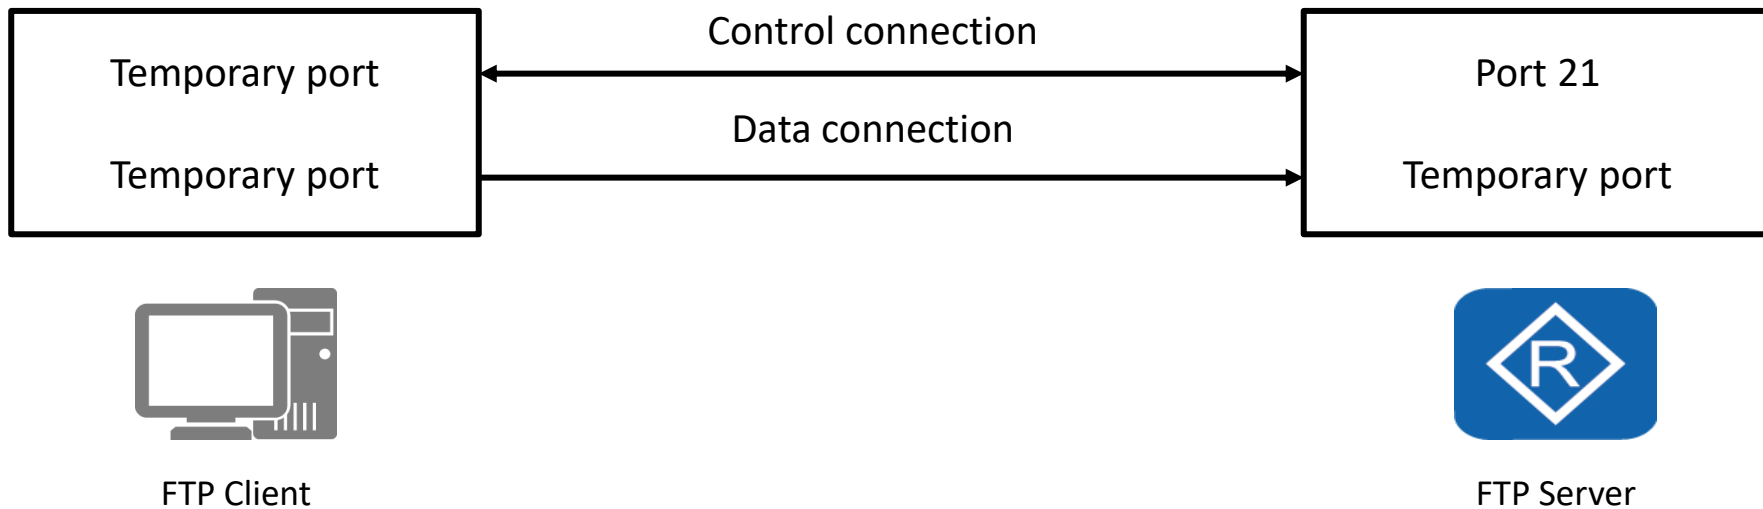 Control connection
Temporary port
Port 21
Data connection
Temporary port
Temporary port
R
FTP Client
FTP Server